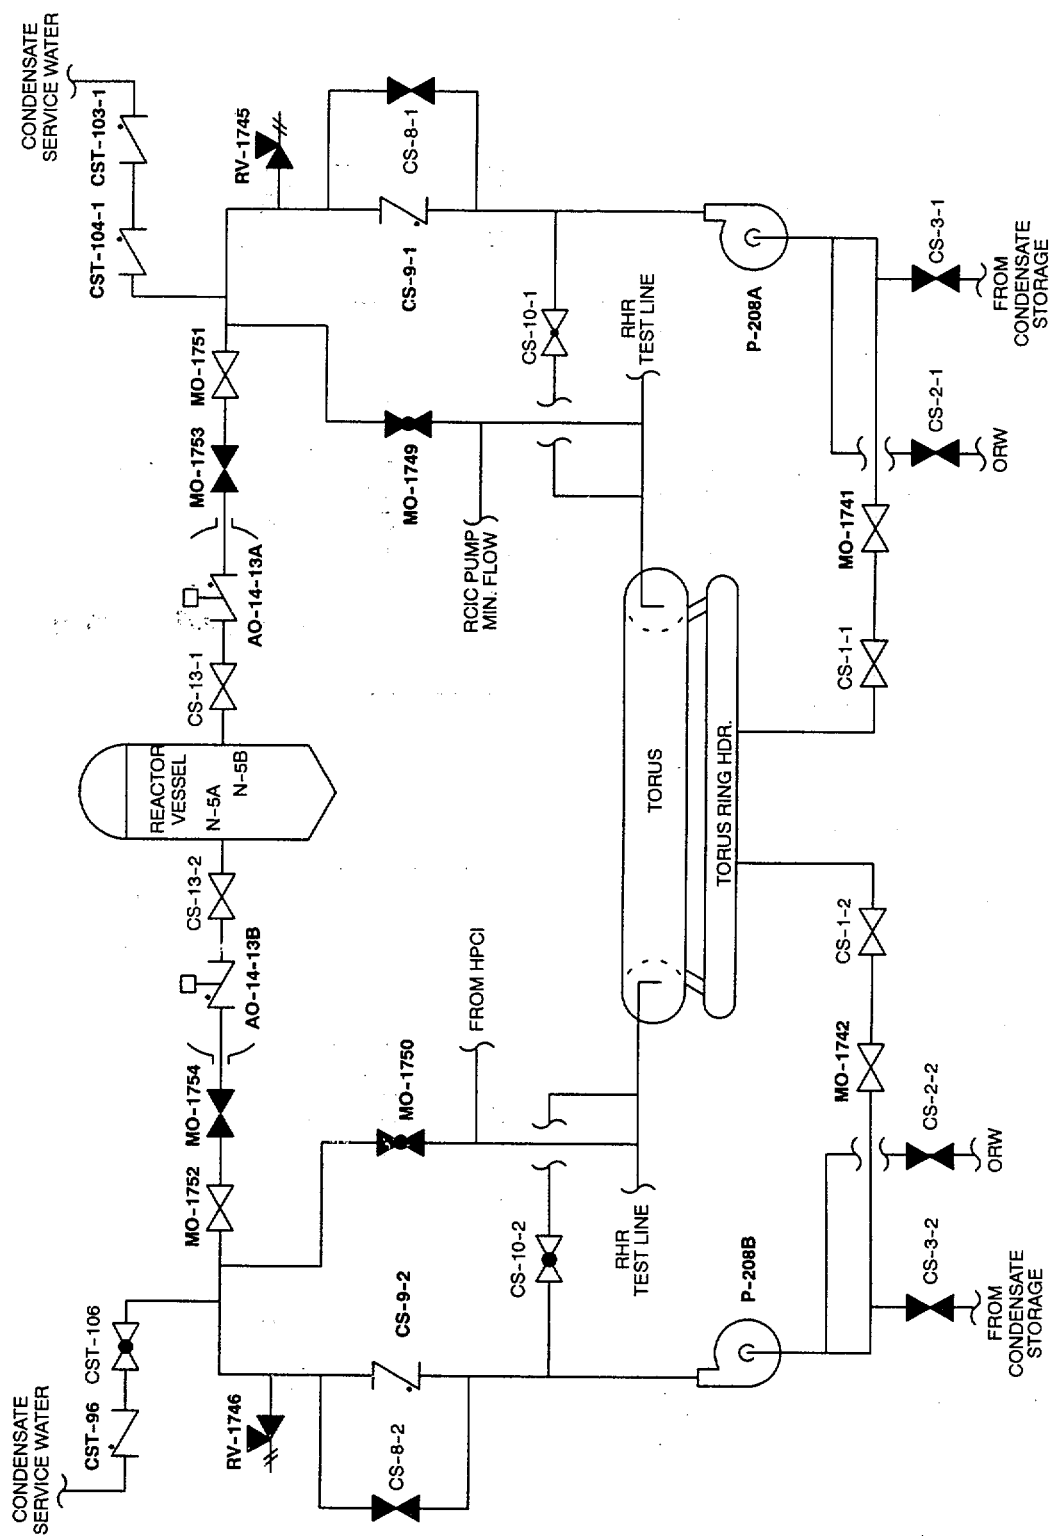 CONDENSATE
SERVICE WATER
CST-96
CST-106
MO-1752
MO-1754
AO-14-13B
CS-13-2
REACTOR
VESSEL
N-5A
N-5B
CS-13-1
AO-14-13A
MO-1753
MO-1751
CST-104-1
CST-103-1
CONDENSATE
SERVICE WATER
RV-1746
CS-8-2
CS-9-2
MO-1750
FROM HPCI
RCIC PUMP
MIN. FLOW
MO-1749
CS-9-1
CS-8-1
RV-1745
CS-10-2
RHR
TEST LINE
TORUS
TORUS RING HDR.
CS-10-1
RHR
TEST LINE
P-208B
P-208A
MO-1742
CS-1-2
CS-1-1
MO-1741
CS-3-2
FROM
CONDENSATE
STORAGE
CS-2-2
ORW
CS-2-1
ORW
CS-3-1
FROM
CONDENSATE
STORAGE